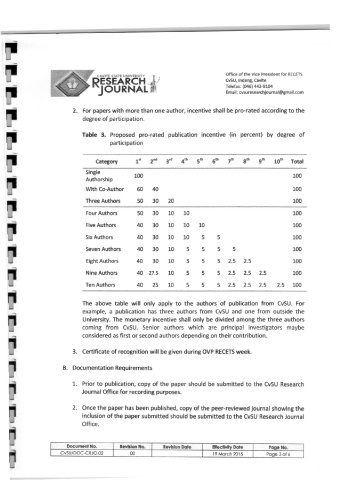 CAVITE STATE UNIVERSITY
RESEARCH
JOURNAL
Office of the Vice-President for RECETS
CvSU, Indang, Cavite
Telefax: (046) 443-9104
Email: cvsuresearchjournal@gmail.com
2. For papers with more than one author, incentive shall be pro-rated according to the
degree of participation.
Table 3. Proposed pro-rated publication incentive (in percent) by degree of
participation
Category 1st 2nd 3rd 4th 5th 6th 7th 8th 9th 10th Total
Single
Authorship 100 100
With Co-Author 60 40 100
Three Authors 50 30 20 100
Four Authors 50 30 10 10 100
Five Authors 40 30 10 10 10 100
Six Authors 40 30 10 10 5 5 100
Seven Authors 40 30 10 5 5 5 5 100
Eight Authors 40 30 10 5 5 5 2.5 2.5 100
Nine Authors 40 27.5 10 5 5 5 2.5 2.5 2.5 100
Ten Authors 40 25 10 5 5 5 2.5 2.5 2.5 2.5 100
The above table will only apply to the authors of publication from CvSU. For
example, a publication has three authors from CvSU and one from outside the
University. The monetary incentive shall only be divided among the three authors
coming from CvSU. Senior authors which are principal investigators maybe
considered as first or second authors depending on their contribution.
3. Certificate of recognition will be given during OVP RECETS week.
B. Documentation Requirements
1. Prior to publication, copy of the paper should be submitted to the CvSU Research
Journal Office for recording purposes.
2. Once the paper has been published, copy of the peer-reviewed journal showing the
inclusion of the paper submitted should be submitted to the CvSU Research Journal
Office.
Document No. Revision No. Revision Date Effectivity Date Page No.
00 19 March 2015 Page 3 of 6